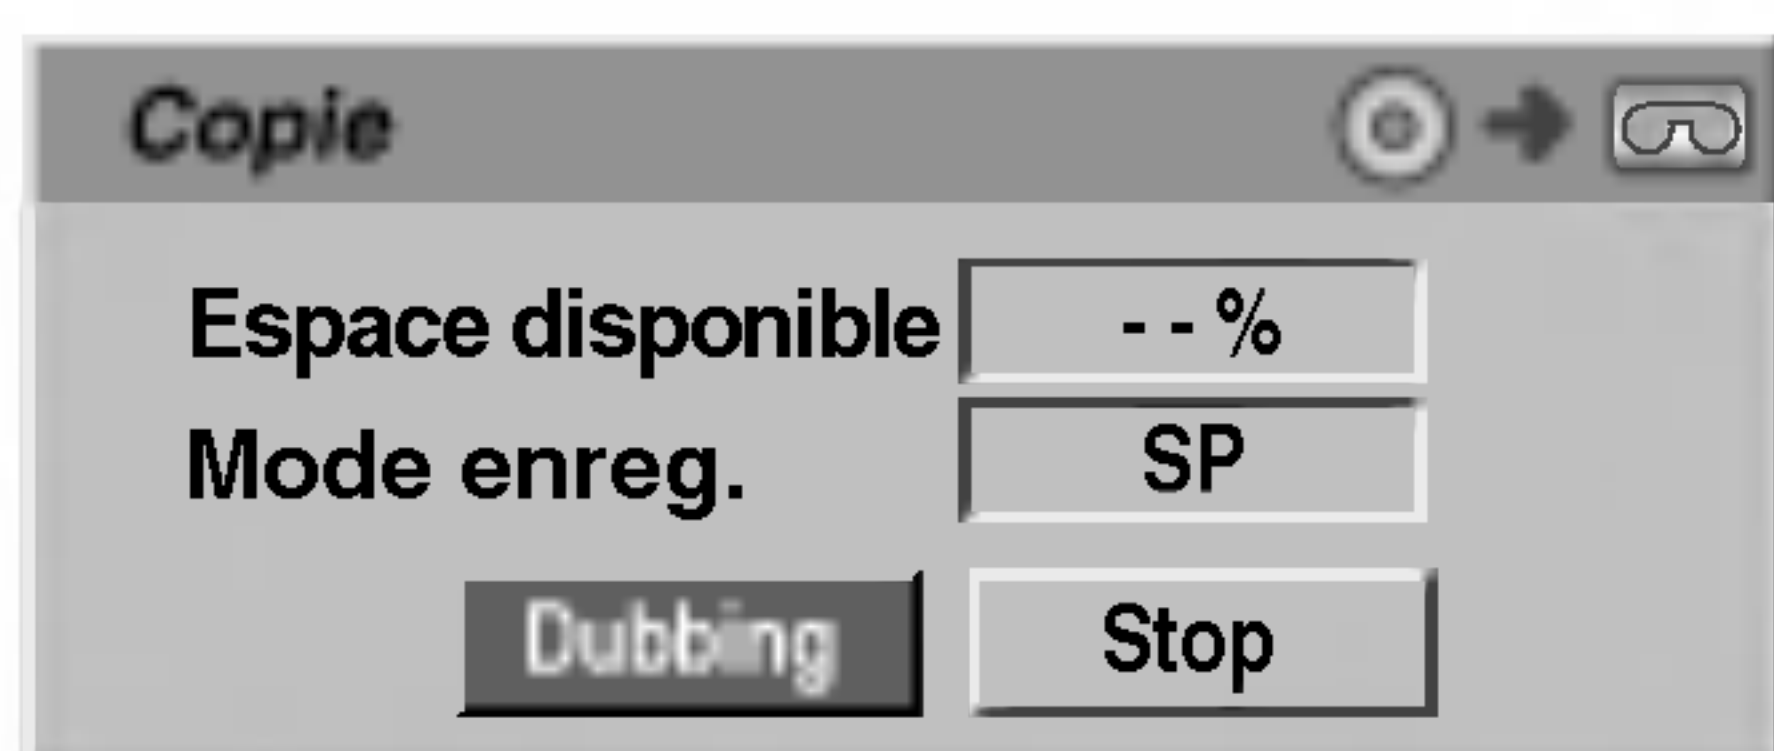 Copie
Espace disponible - - %
Mode enreg. SP
Dubbing Stop